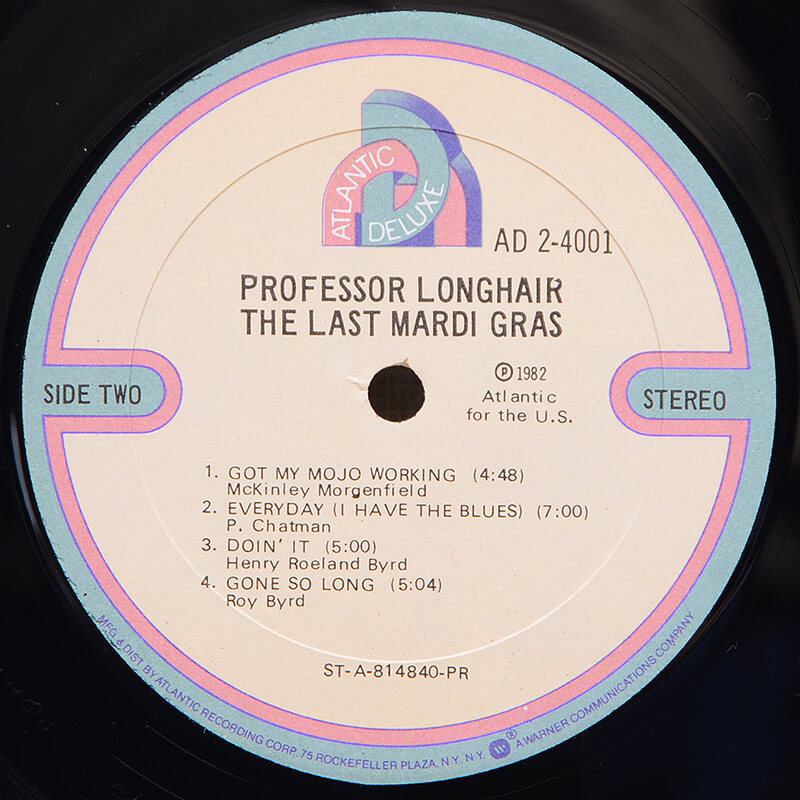 ATLANTIC
DELUXE
AD 2-4001
PROFESSOR LONGHAIR
THE LAST MARDI GRAS
SIDE TWO
Ⓟ 1982
Atlantic
for the U.S.
STEREO
1. GOT MY MOJO WORKING (4:48)
McKinley Morgenfield
2. EVERYDAY (I HAVE THE BLUES) (7:00)
P. Chatman
3. DOIN' IT (5:00)
Henry Roeland Byrd
4. GONE SO LONG (5:04)
Roy Byrd
ST-A-814840-PR
MFG & DIST. BY ATLANTIC RECORDING CORP. 75 ROCKEFELLER PLAZA, N.Y. N.Y. ® A WARNER COMMUNICATIONS COMPANY